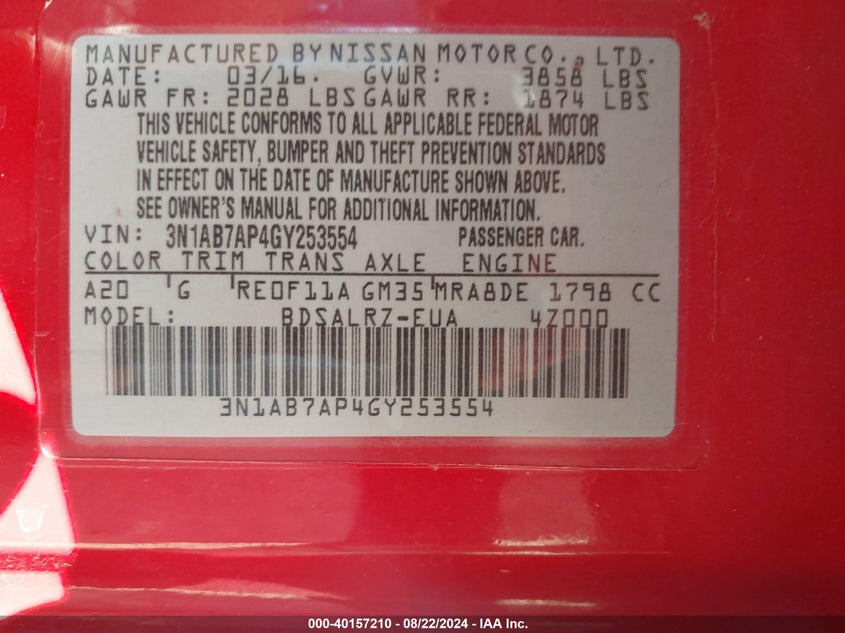 MANUFACTURED BY NISSAN MOTOR CO., LTD.
DATE: 03/16. GVWR: 3858 LBS
GAWR FR: 2028 LBS GAWR RR: 1874 LBS
THIS VEHICLE CONFORMS TO ALL APPLICABLE FEDERAL MOTOR
VEHICLE SAFETY, BUMPER AND THEFT PREVENTION STANDARDS
IN EFFECT ON THE DATE OF MANUFACTURE SHOWN ABOVE.
SEE OWNER'S MANUAL FOR ADDITIONAL INFORMATION.
VIN: 3N1AB7AP4GY253554 PASSENGER CAR.
COLOR TRIM TRANS AXLE ENGINE
A20 G RE0F11A GM35 MRA8DE 1798 CC
MODEL: BDSALRZ-EUA 4Z000
3N1AB7AP4GY253554
000-40157210 - 08/22/2024 - IAA Inc.